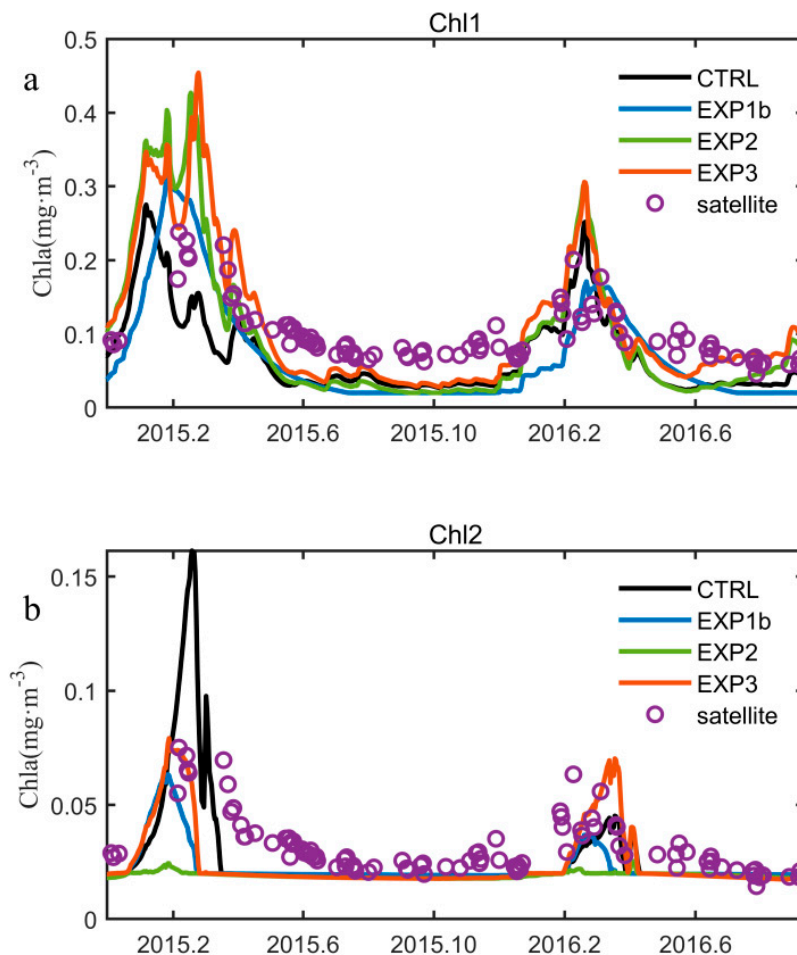 Chl1
a
Chla(mg·m⁻³)
0.5
0.4
0.3
0.2
0.1
0
CTRL
EXP1b
EXP2
EXP3
satellite
2015.2 2015.6 2015.10 2016.2 2016.6
Chl2
b
Chla(mg·m⁻³)
0.15
0.1
0.05
0
CTRL
EXP1b
EXP2
EXP3
satellite
2015.2 2015.6 2015.10 2016.2 2016.6